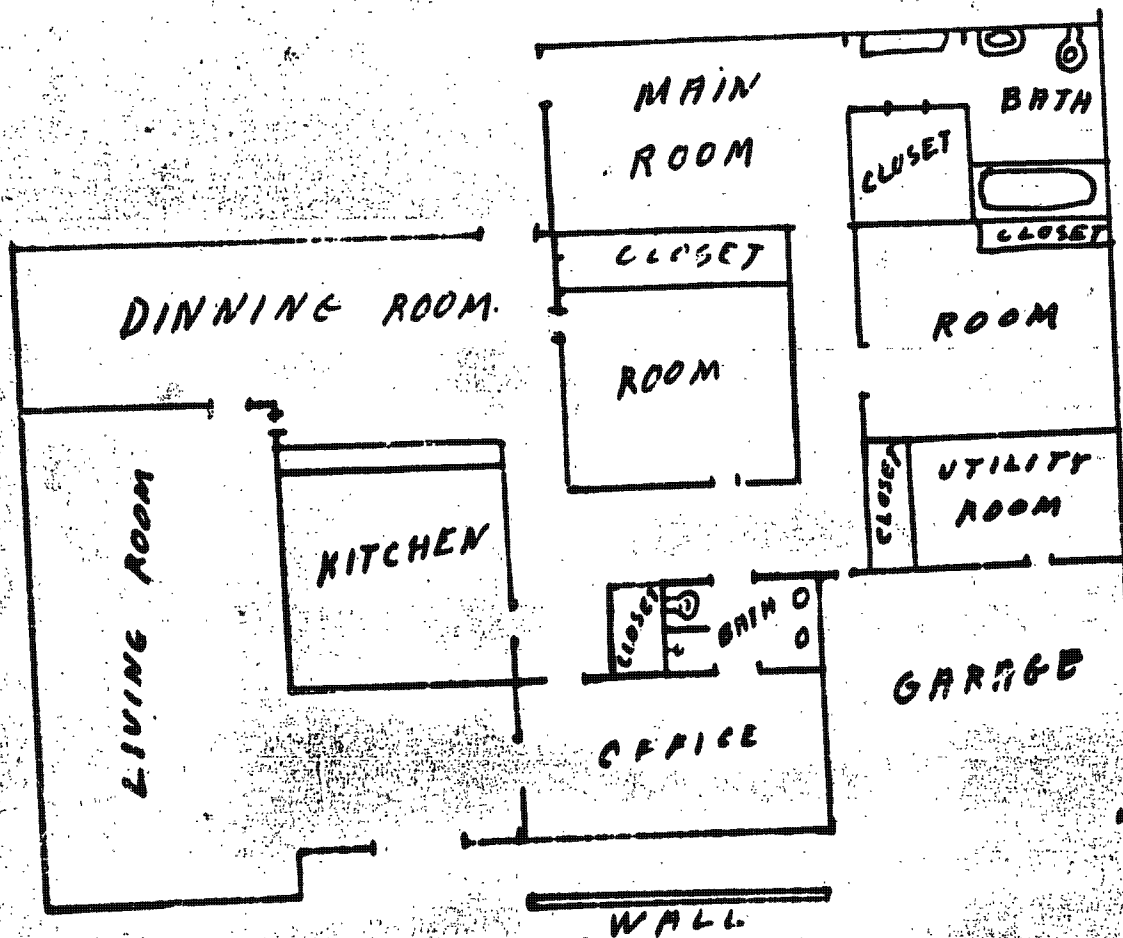 MAIN
ROOM
BATH
CLOSET
CLOSET
CLOSET
DINNING ROOM.
ROOM
ROOM
LIVING ROOM
KITCHEN
CLOSET
UTILITY
ROOM
CLOSET
BATH
GARAGE
OFFICE
WALL